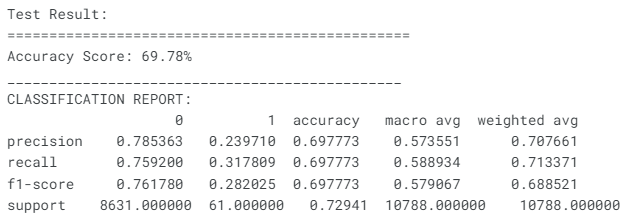 Test Result:
================================================
Accuracy Score: 69.78%
_______________________________________________
CLASSIFICATION REPORT:
0 1 accuracy macro avg weighted avg
precision 0.785363 0.239710 0.697773 0.573551 0.707661
recall 0.759200 0.317809 0.697773 0.588934 0.713371
f1-score 0.761780 0.282025 0.697773 0.579067 0.688521
support 8631.000000 61.000000 0.72941 10788.000000 10788.000000